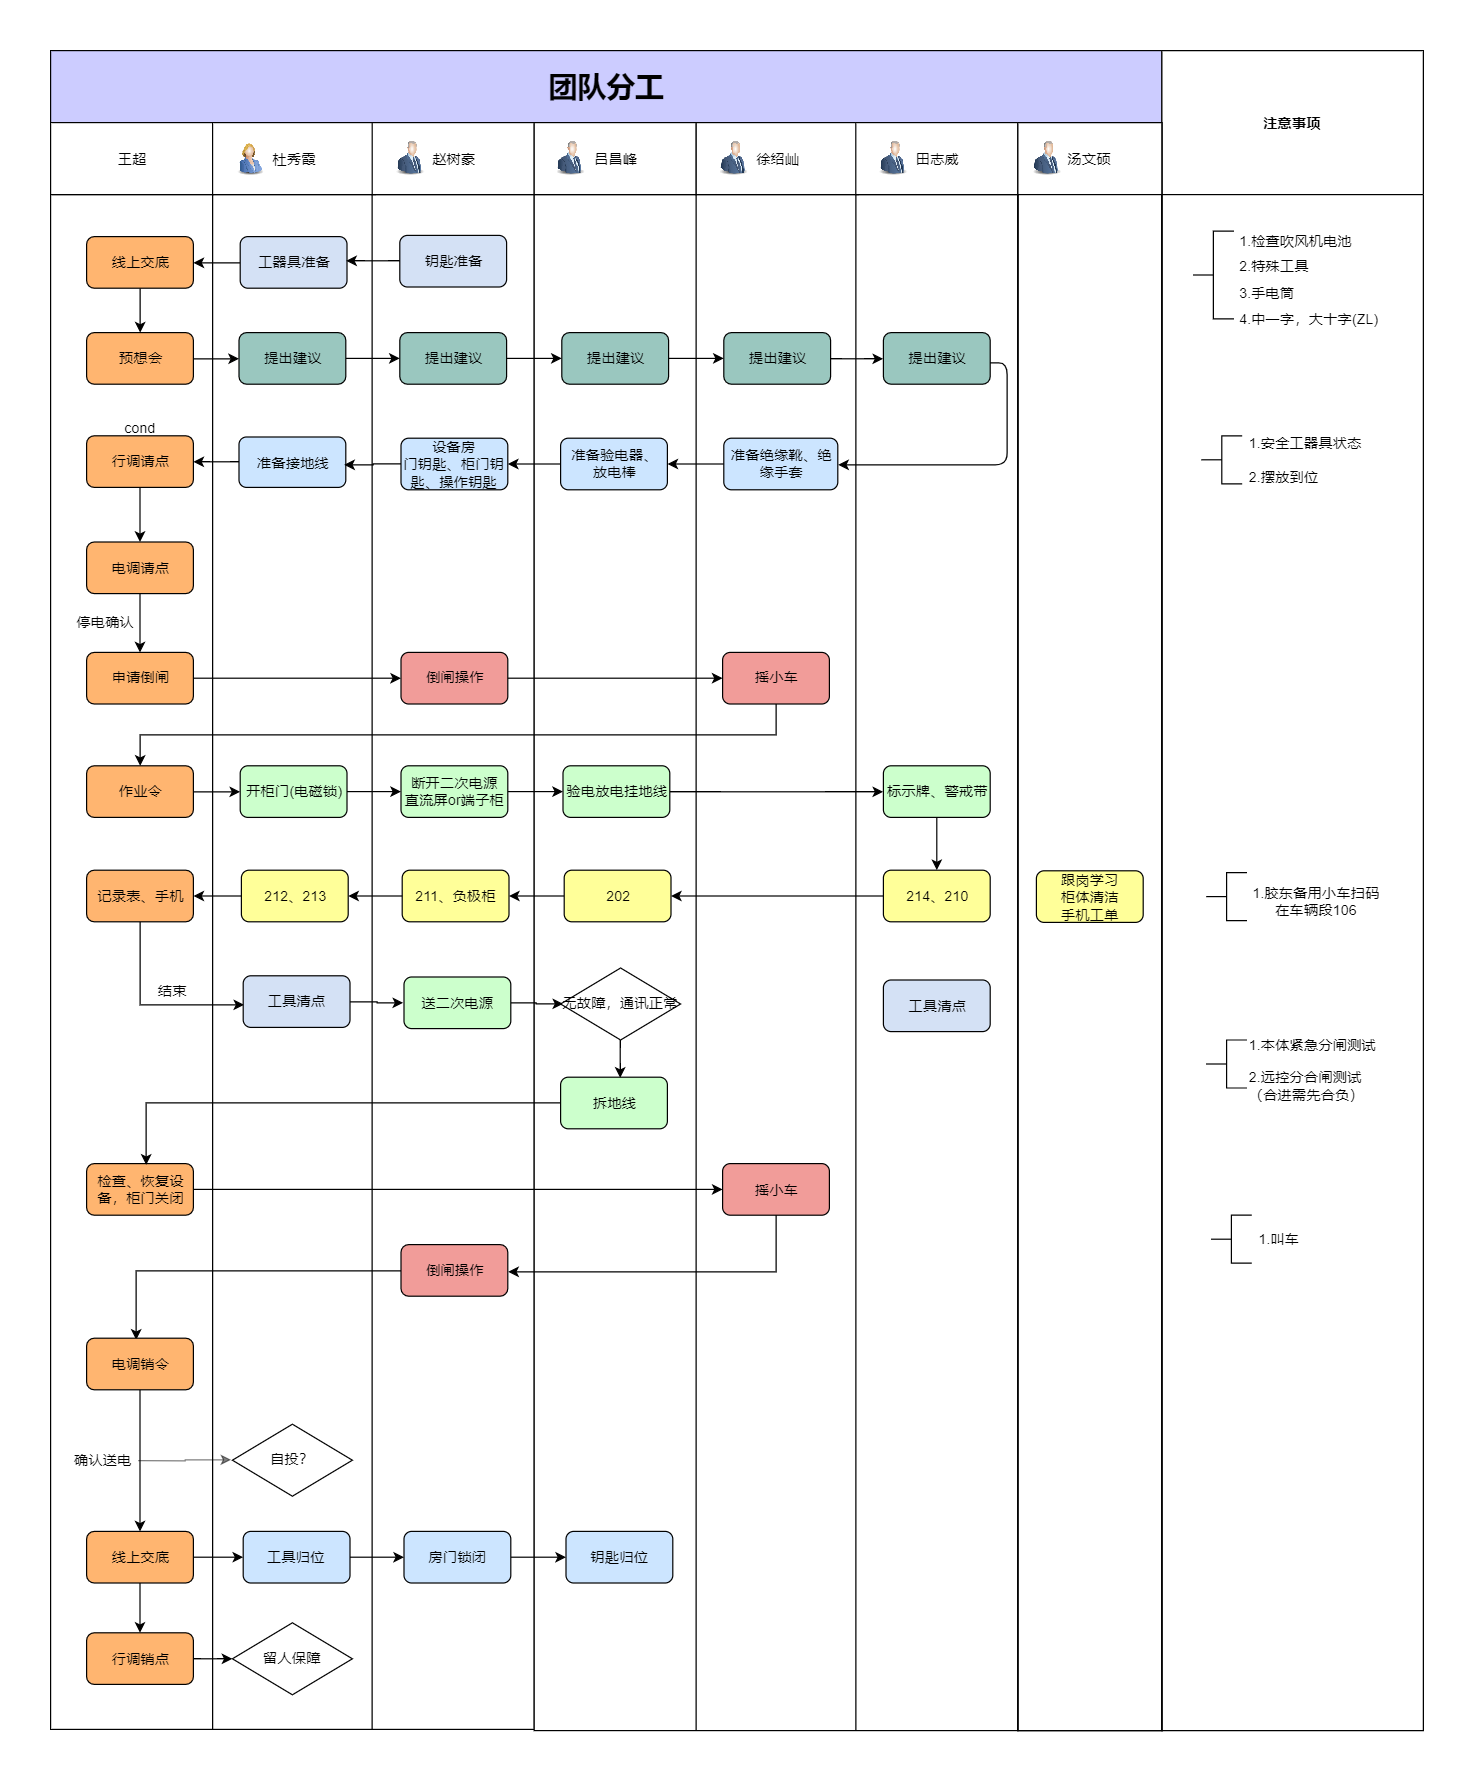 团队分工
注意事项
王超
杜秀霞
赵树豪
吕昌峰
徐绍屾
田志威
汤文硕
线上交底
工器具准备
钥匙准备
1.检查吹风机电池
2.特殊工具
3.手电筒
4.中一字，大十字(ZL)
预想会
提出建议
提出建议
提出建议
提出建议
提出建议
cond
行调请点
准备接地线
设备房
门钥匙、柜门钥
匙、操作钥匙
准备验电器、
放电棒
准备绝缘靴、绝
缘手套
1.安全工器具状态
2.摆放到位
电调请点
停电确认
申请倒闸
倒闸操作
摇小车
作业令
开柜门(电磁锁)
断开二次电源
直流屏or端子柜
验电放电挂地线
标示牌、警戒带
记录表、手机
212、213
211、负极柜
202
214、210
跟岗学习
柜体清洁
手机工单
1.胶东备用小车扫码
在车辆段106
结束
工具清点
送二次电源
无故障，通讯正常
工具清点
1.本体紧急分闸测试
2.远控分合闸测试
（合进需先合负）
拆地线
检查、恢复设
备，柜门关闭
摇小车
1.叫车
倒闸操作
电调销令
确认送电
自投?
线上交底
工具归位
房门锁闭
钥匙归位
行调销点
留人保障